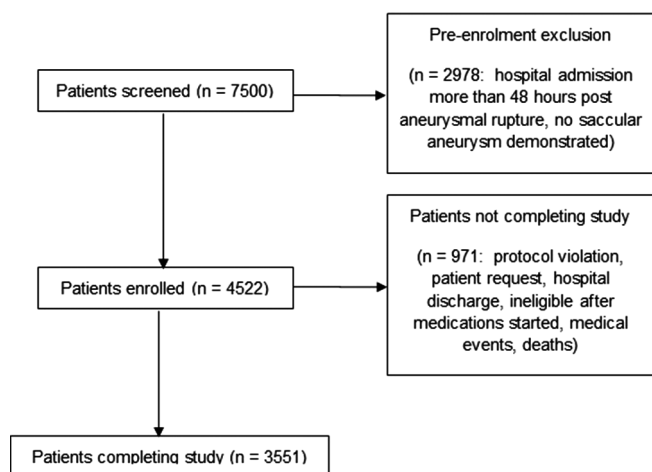 Pre-enrolment exclusion
(n = 2978:  hospital admission
more than 48 hours post
aneurysmal rupture, no saccular
aneurysm demonstrated)
Patients screened (n = 7500)
Patients not completing study
(n = 971:  protocol violation,
patient request, hospital
discharge, ineligible after
medications started, medical
events, deaths)
Patients enrolled (n = 4522)
Patients completing study (n = 3551)